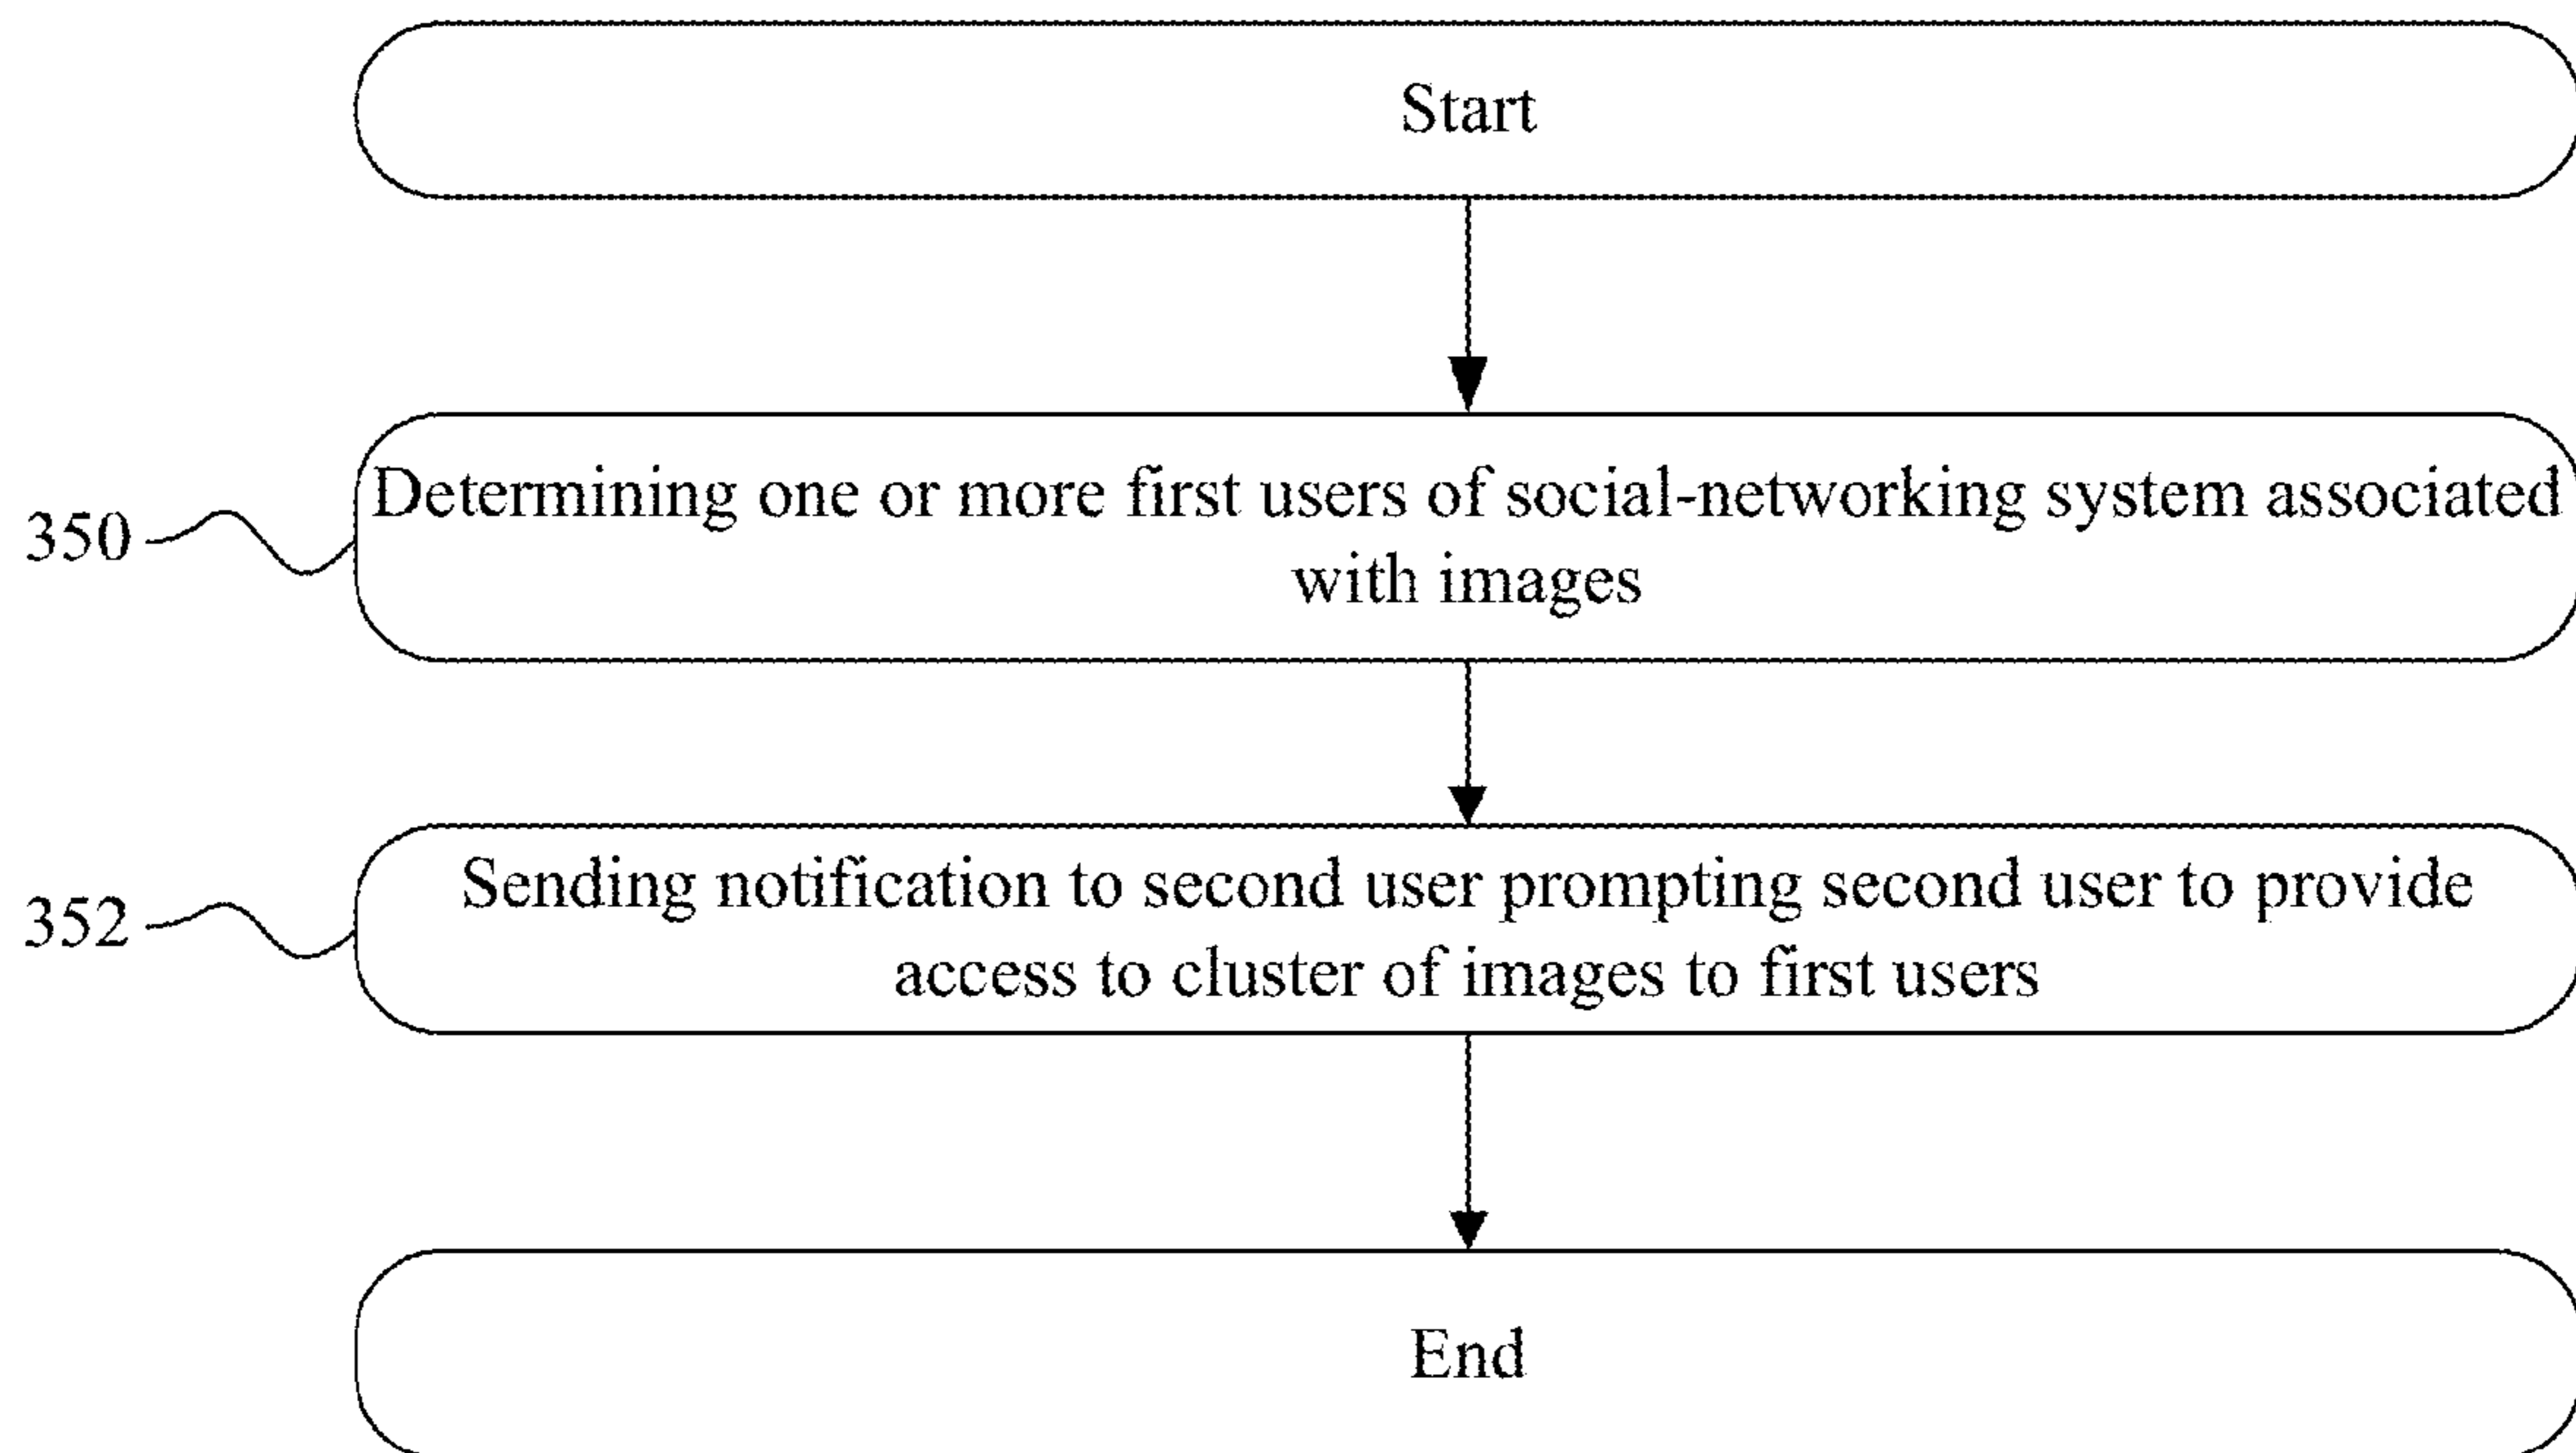 Start
Determining one or more first users of social-networking system associated
with images
350
Sending notification to second user prompting second user to provide
access to cluster of images to first users
352
End